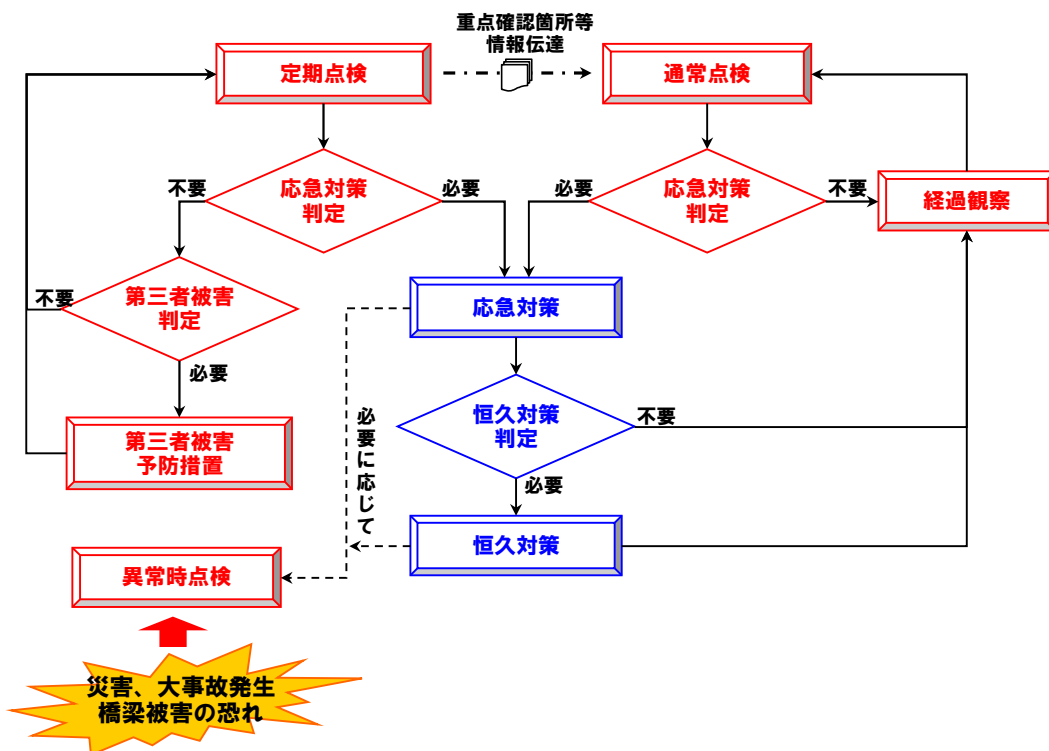 重点確認箇所等
情報伝達
定期点検
通常点検
応急対策
判定
不要
必要
応急対策
判定
必要
不要
経過観察
第三者被害
判定
不要
必要
応急対策
第三者被害
予防措置
恒久対策
判定
不要
必要
必要に応じて
恒久対策
異常時点検
災害、大事故発生
橋梁被害の恐れ